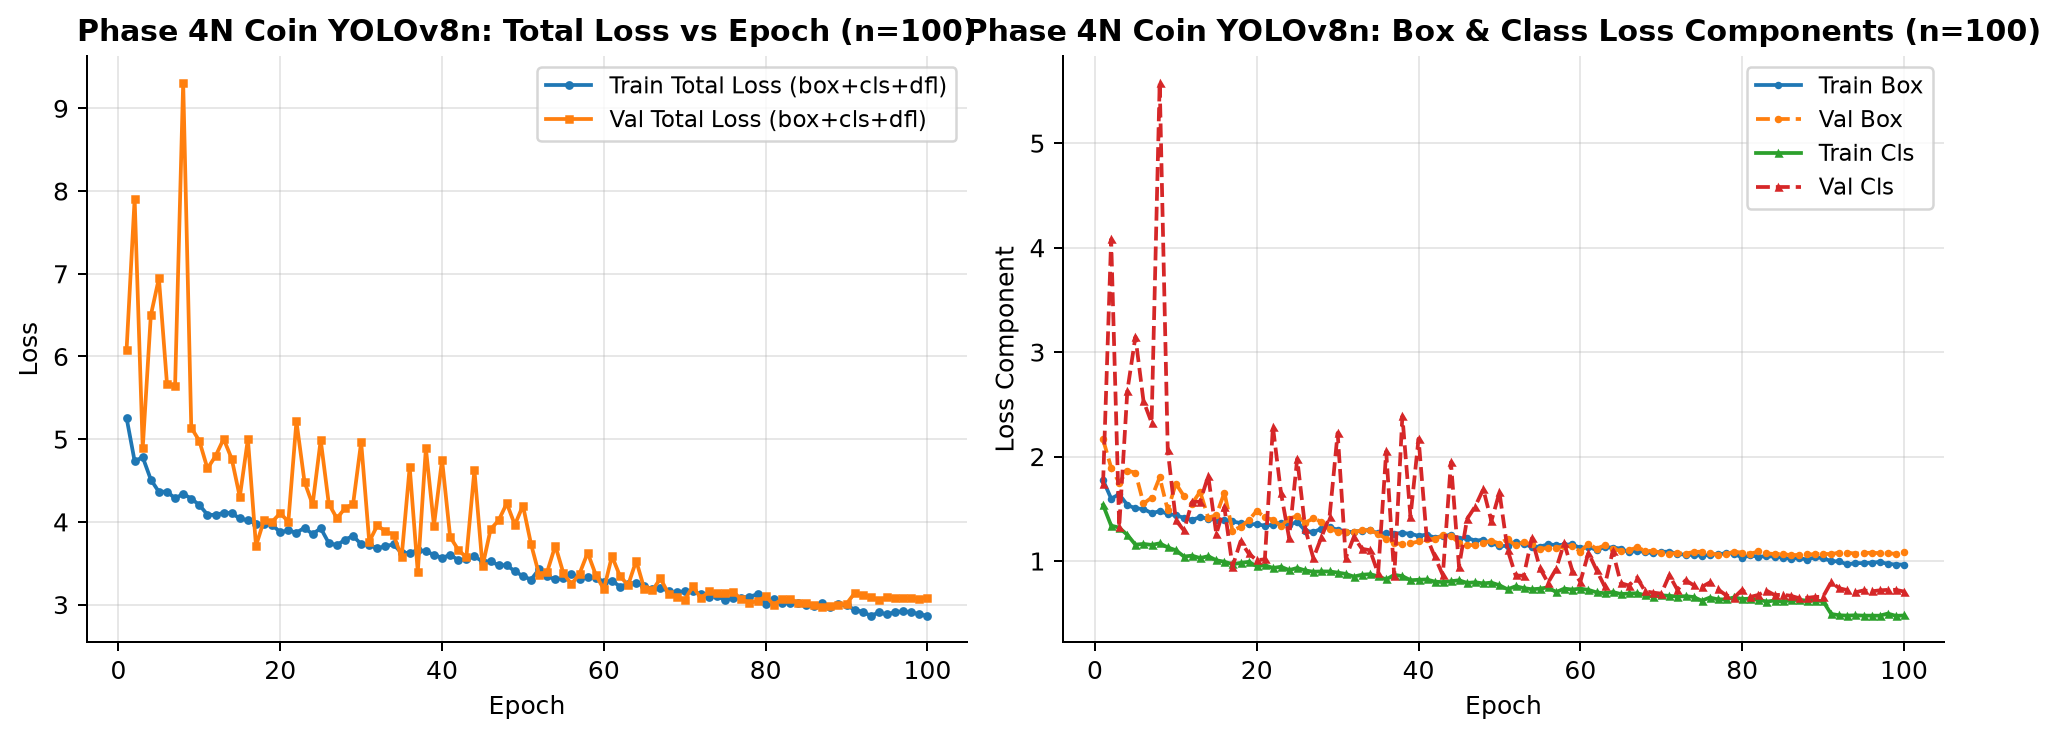 Phase 4N Coin YOLOv8n: Total Loss vs Epoch (n=100)
Train Total Loss (box+cls+dfl)
Val Total Loss (box+cls+dfl)
Loss
9
8
7
6
5
4
3
0
20
40
60
80
100
Epoch
Phase 4N Coin YOLOv8n: Box & Class Loss Components (n=100)
Train Box
Val Box
Train Cls
Val Cls
Loss Component
5
4
3
2
1
0
20
40
60
80
100
Epoch